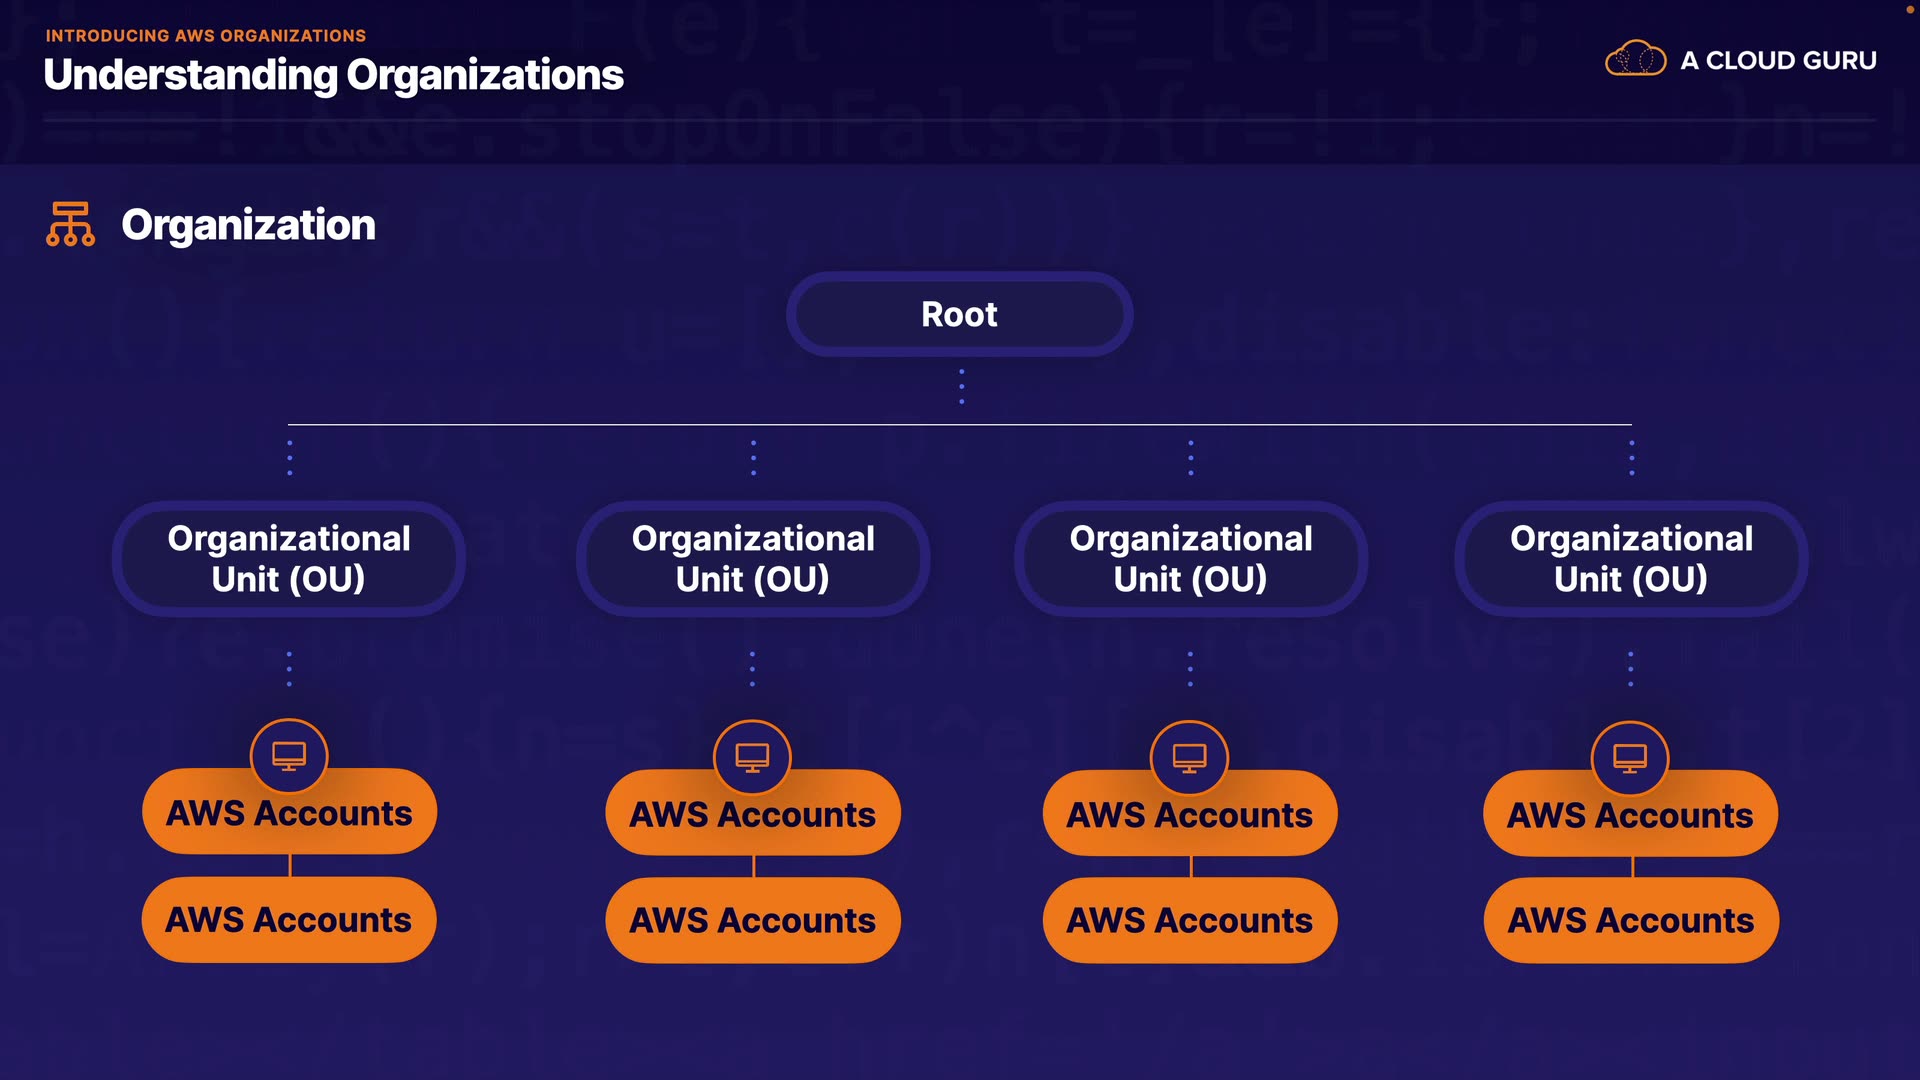 INTRODUCING AWS ORGANIZATIONS
Understanding Organizations
A CLOUD GURU
Organization
Root
Organizational
Unit (OU)
Organizational
Unit (OU)
Organizational
Unit (OU)
Organizational
Unit (OU)
AWS Accounts
AWS Accounts
AWS Accounts
AWS Accounts
AWS Accounts
AWS Accounts
AWS Accounts
AWS Accounts